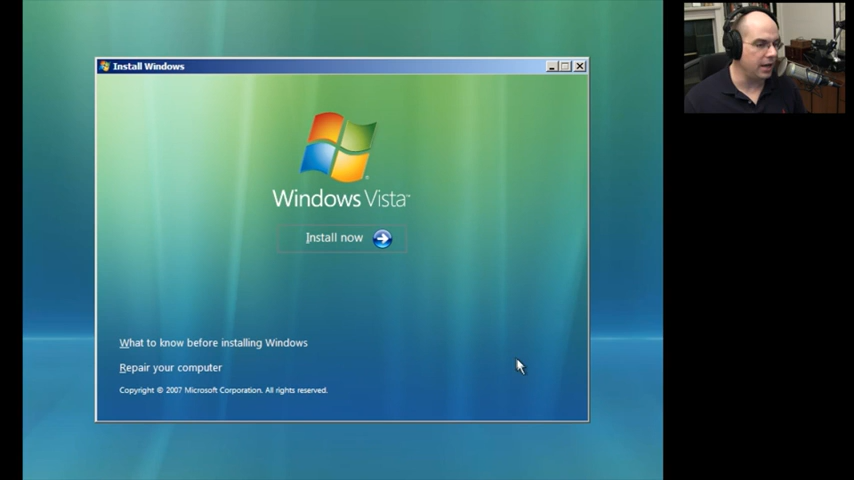 Install Windows
Windows Vista™
Install now
What to know before installing Windows
Repair your computer
Copyright © 2007 Microsoft Corporation. All rights reserved.